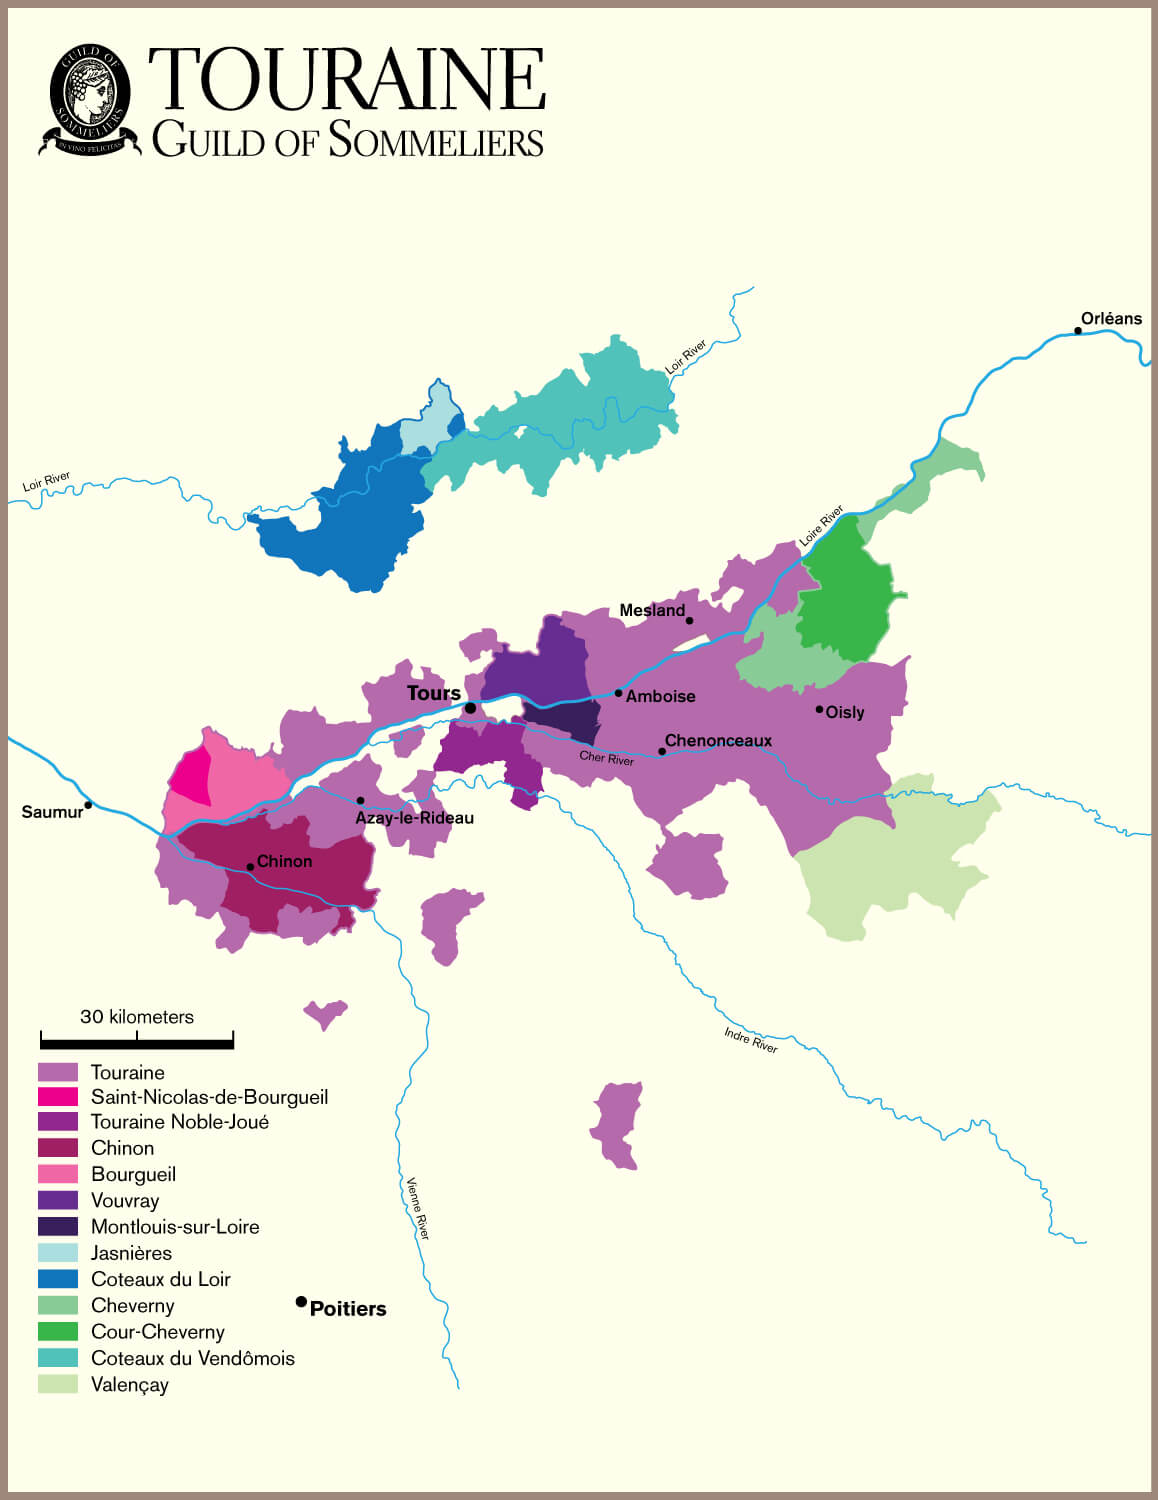 GUILD OF
SOMMELIERS
IN VINO FELICITAS
TOURAINE
GUILD OF SOMMELIERS
Orléans
Loir River
Loir River
Loire River
Mesland
Tours
Amboise
Oisly
Chenonceaux
Cher River
Saumur
Azay-le-Rideau
Chinon
Indre River
Vienne River
Poitiers
30 kilometers
Touraine
Saint-Nicolas-de-Bourgueil
Touraine Noble-Joué
Chinon
Bourgueil
Vouvray
Montlouis-sur-Loire
Jasnières
Coteaux du Loir
Cheverny
Cour-Cheverny
Coteaux du Vendômois
Valençay